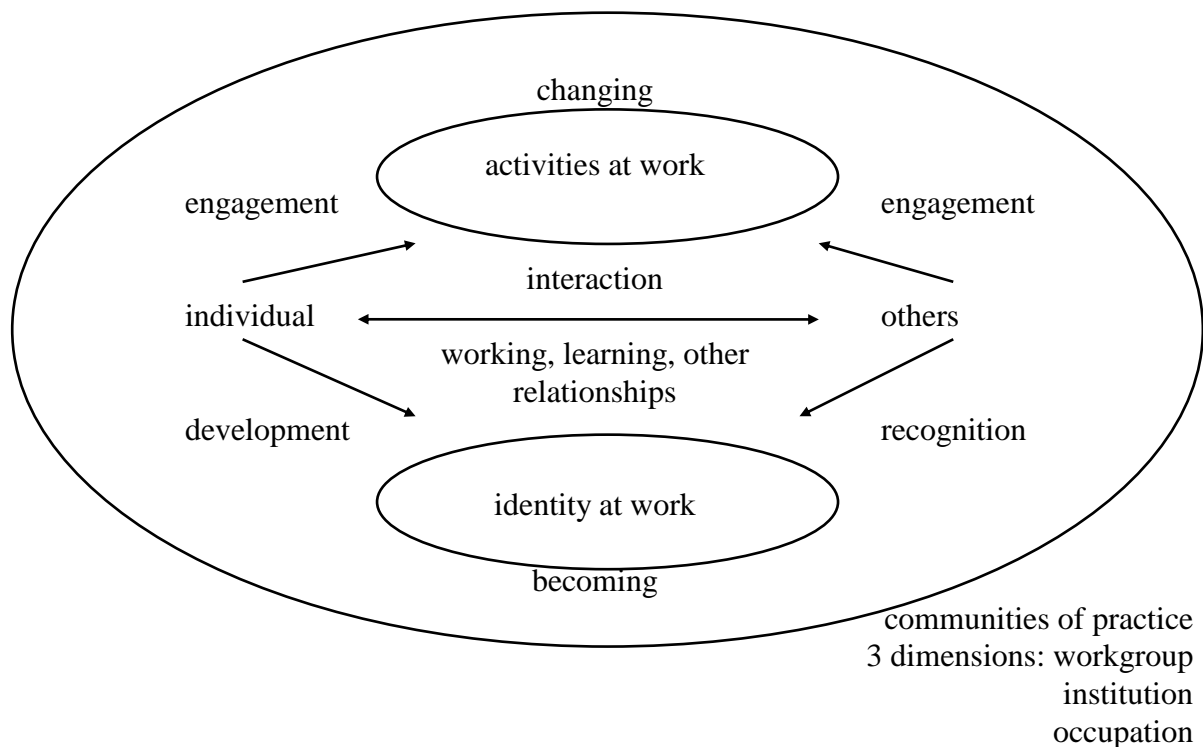 changing
activities at work
engagement
engagement
interaction
individual
others
working, learning, other
relationships
development
recognition
identity at work
becoming
communities of practice
3 dimensions: workgroup
institution
occupation